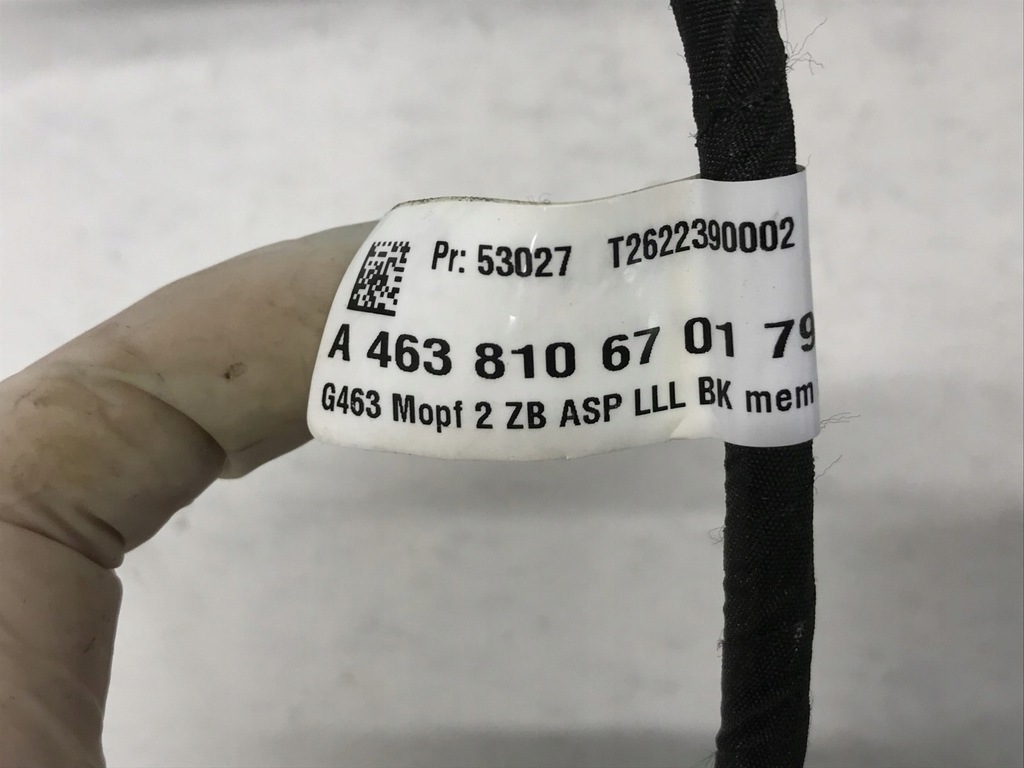 Pr: 53027 T2622390002
A 463 810 67 01 79
G463 Mopf 2 ZB ASP LLL BK mem